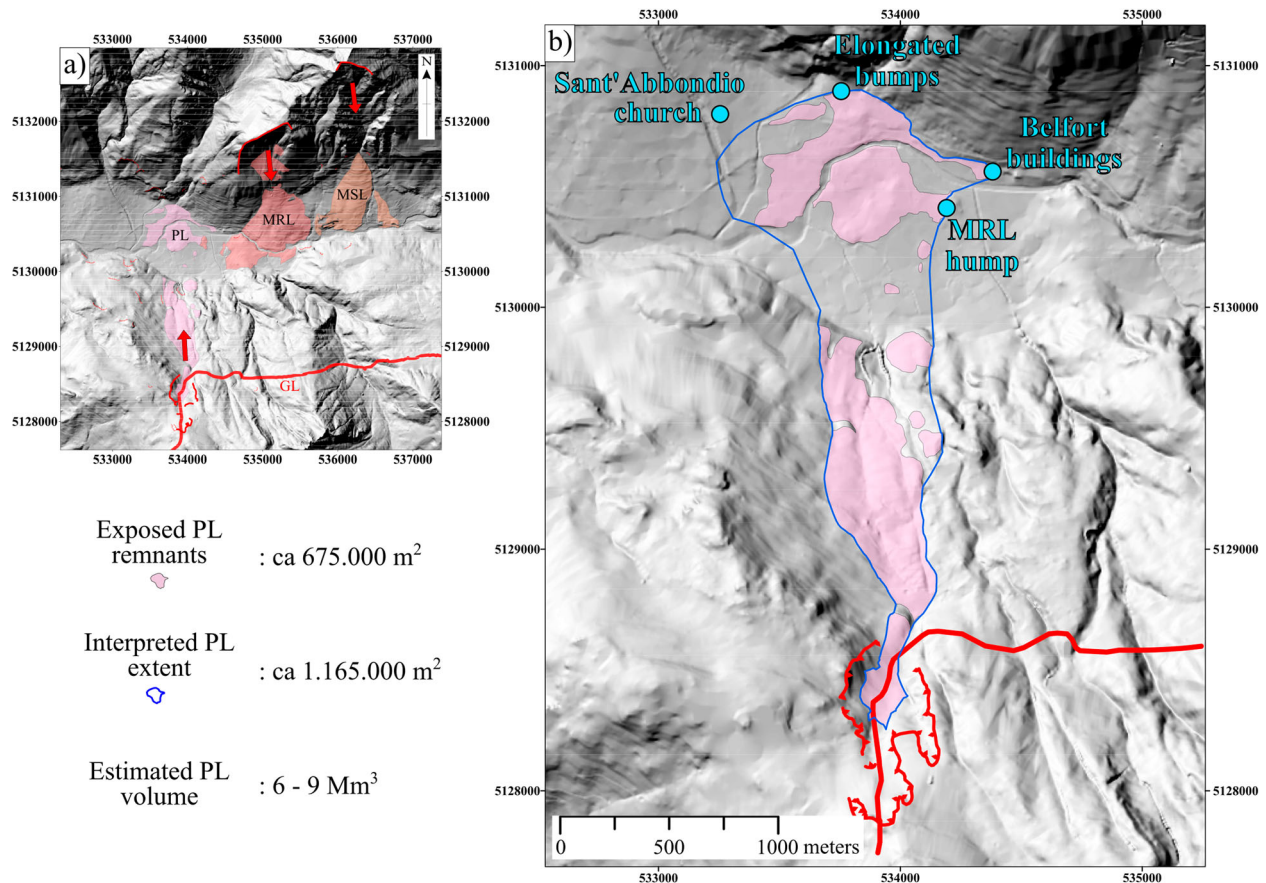 a)
533000 534000 535000 536000 537000
N
5132000 5132000
5131000 5131000
5130000 5130000
5129000 5129000
5128000 5128000
MSL
MRL
PL
GL
533000 534000 535000 536000 537000
Exposed PL
remnants
: ca 675.000 m²
Interpreted PL
extent
: ca 1.165.000 m²
Estimated PL
volume
: 6 - 9 Mm³
b)
533000 534000 535000
5131000 5131000
5130000 5130000
5129000 5129000
5128000 5128000
Elongated
bumps
Sant'Abbondio
church
Belfort
buildings
MRL
hump
0 500 1000 meters
533000 534000 535000